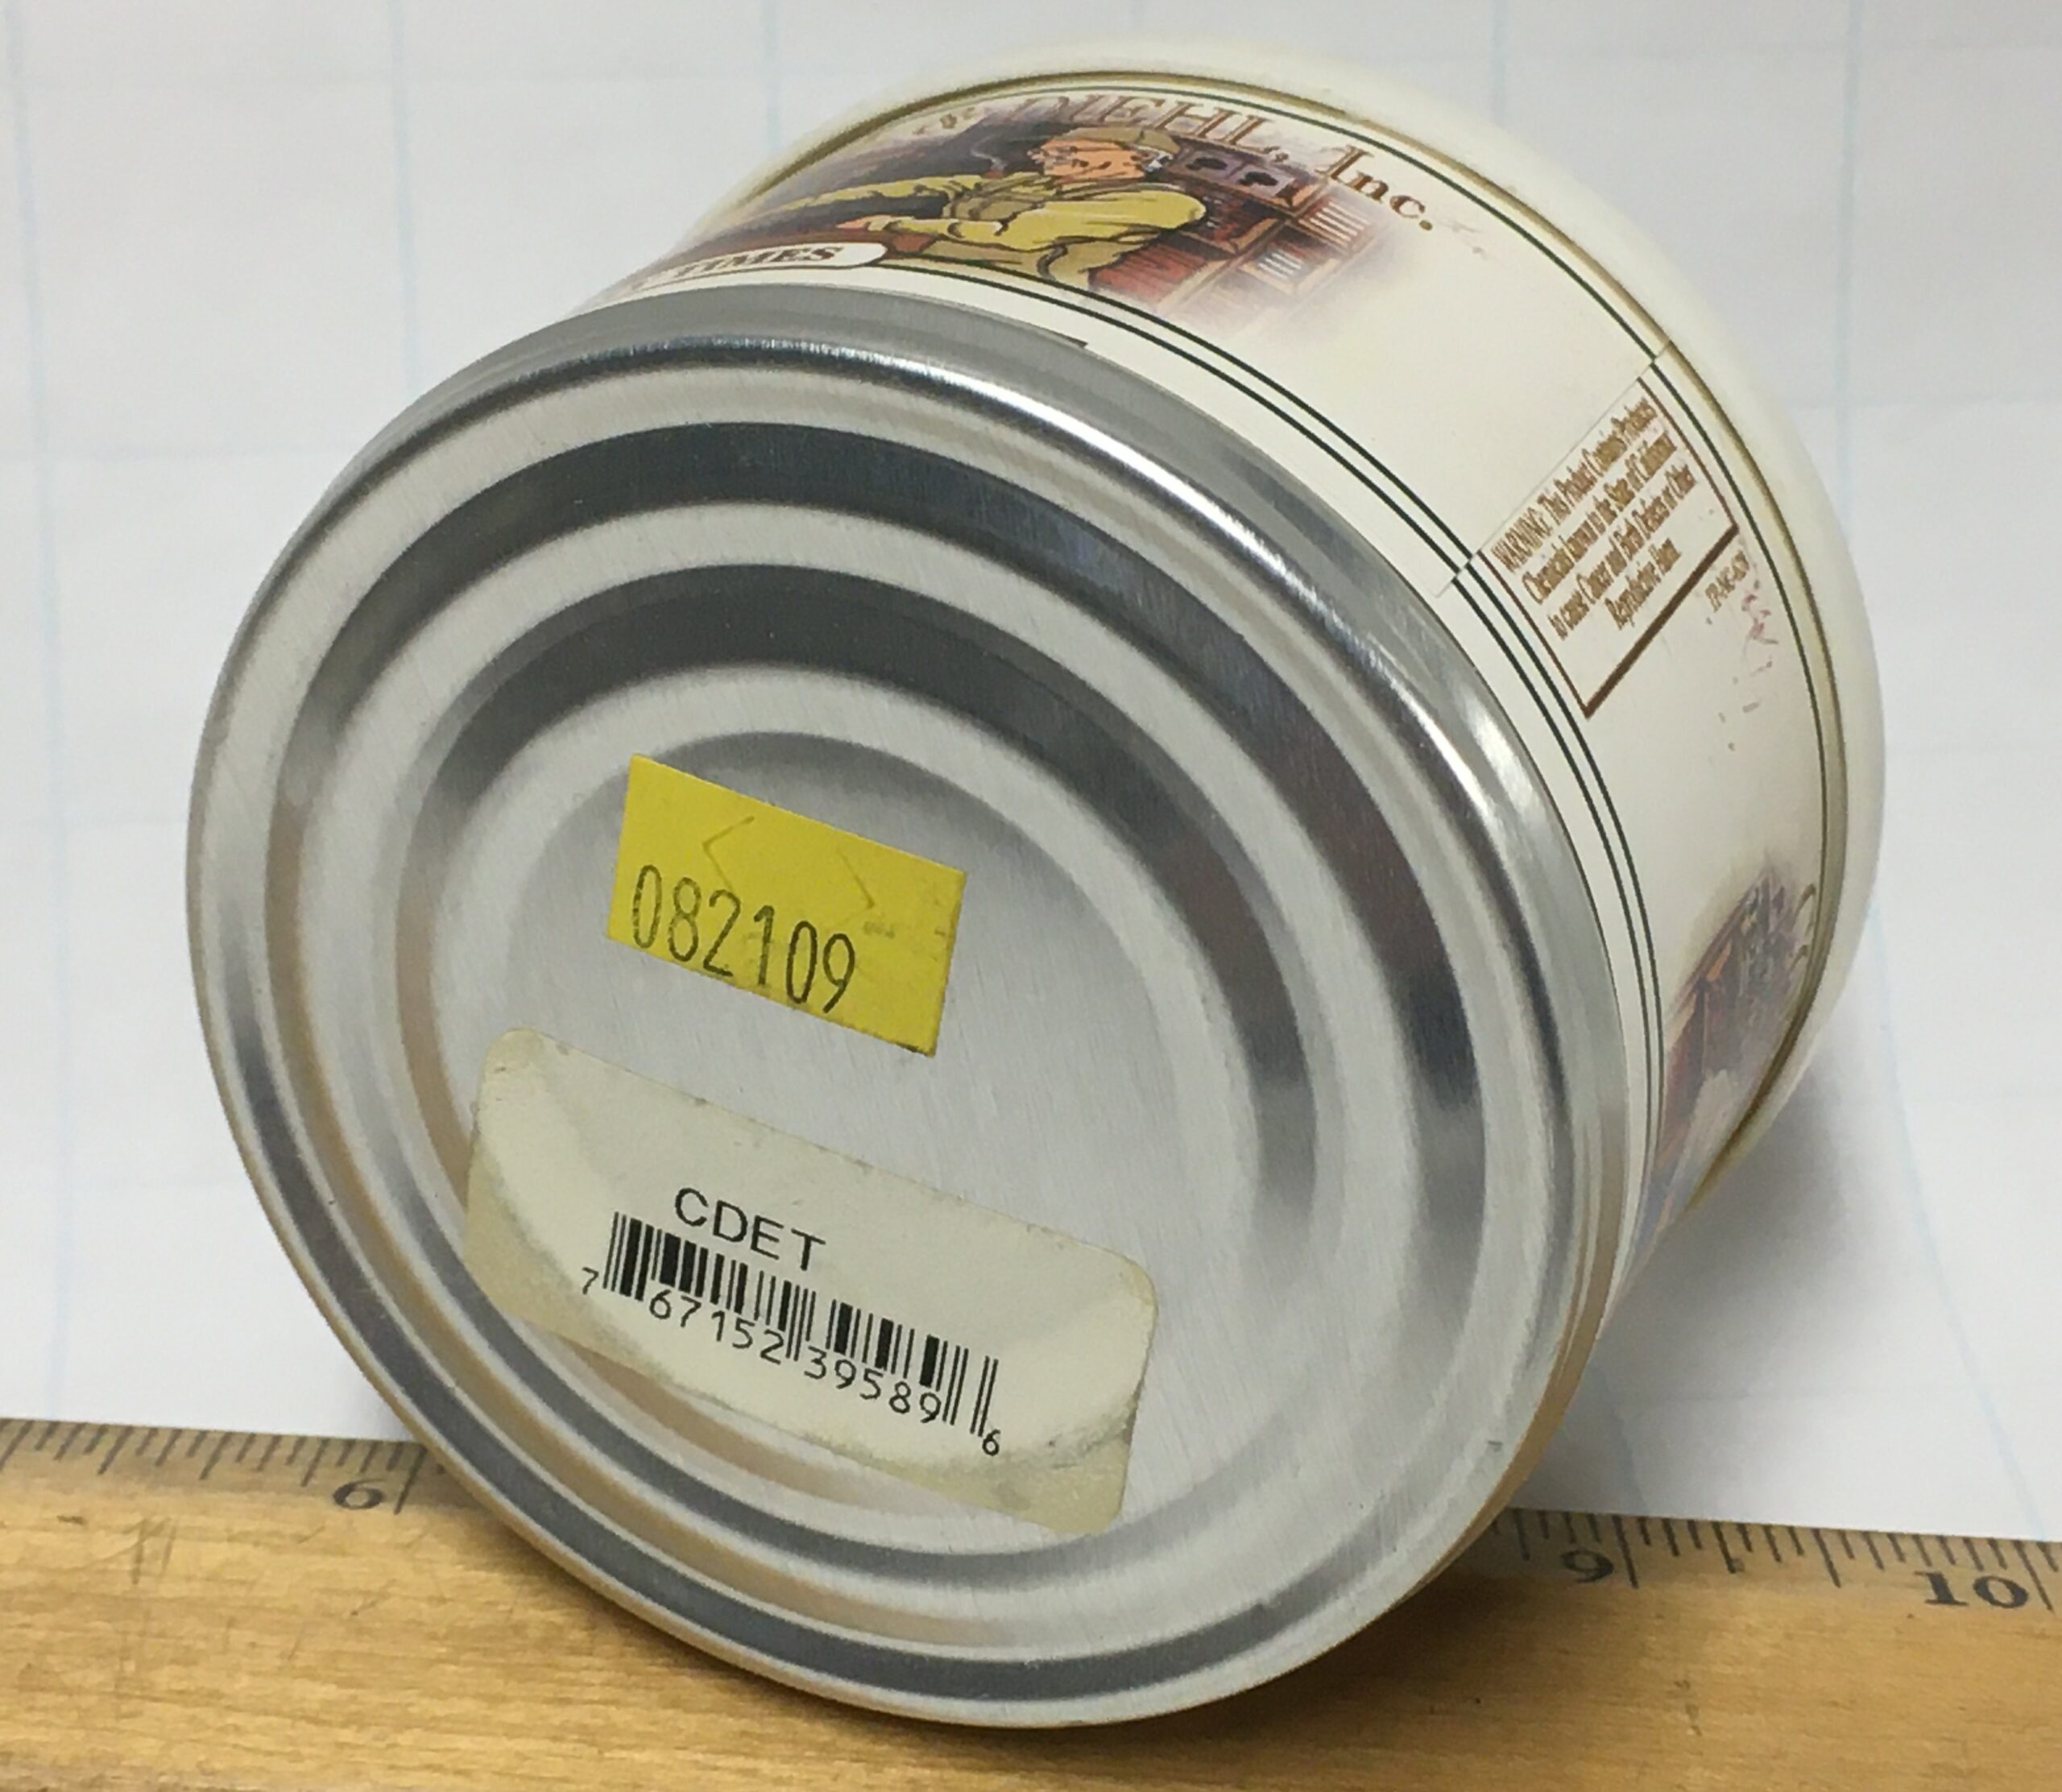 DIEHL, Inc.
TIMES
WARNING: This Product Contains Produces
Chemicals known to the State of California
to cause Cancer and Birth Defects or Other
Reproductive Harm
082109
CDET
7 67152 39589 6
6
9
10